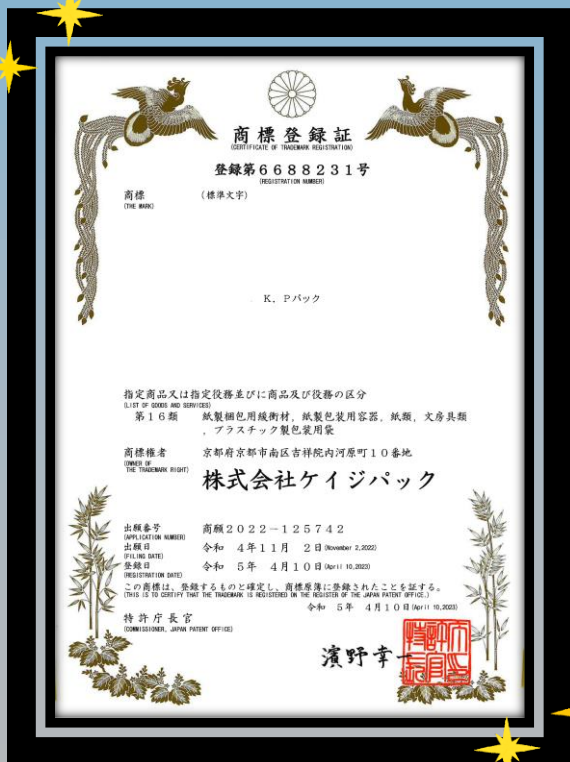 商標登録証
(CERTIFICATE OF TRADEMARK REGISTRATION)
登録第6688231号
(REGISTRATION NUMBER)
商標 (標準文字)
(THE MARK)
K．Pパック
指定商品又は指定役務並びに商品及び役務の区分
(LIST OF GOODS AND SERVICES)
第16類 紙製梱包用緩衝材，紙製包装用容器，紙類，文房具類
，プラスチック製包装用袋
商標権者 京都府京都市南区吉祥院内河原町10番地
(OWNER OF THE TRADEMARK RIGHT)
株式会社ケイジパック
出願番号 商願2022－125742
(APPLICATION NUMBER)
出願日 令和 4年11月 2日(November 2,2022)
(FILING DATE)
登録日 令和 5年 4月10日(April 10,2023)
(REGISTRATION DATE)
この商標は、登録するものと確定し、商標原簿に登録されたことを証する。
(THIS IS TO CERTIFY THAT THE TRADEMARK IS REGISTERED ON THE REGISTER OF THE JAPAN PATENT OFFICE.)
令和 5年 4月10日(April 10,2023)
特許庁長官
(COMMISSIONER, JAPAN PATENT OFFICE)
濱野幸一